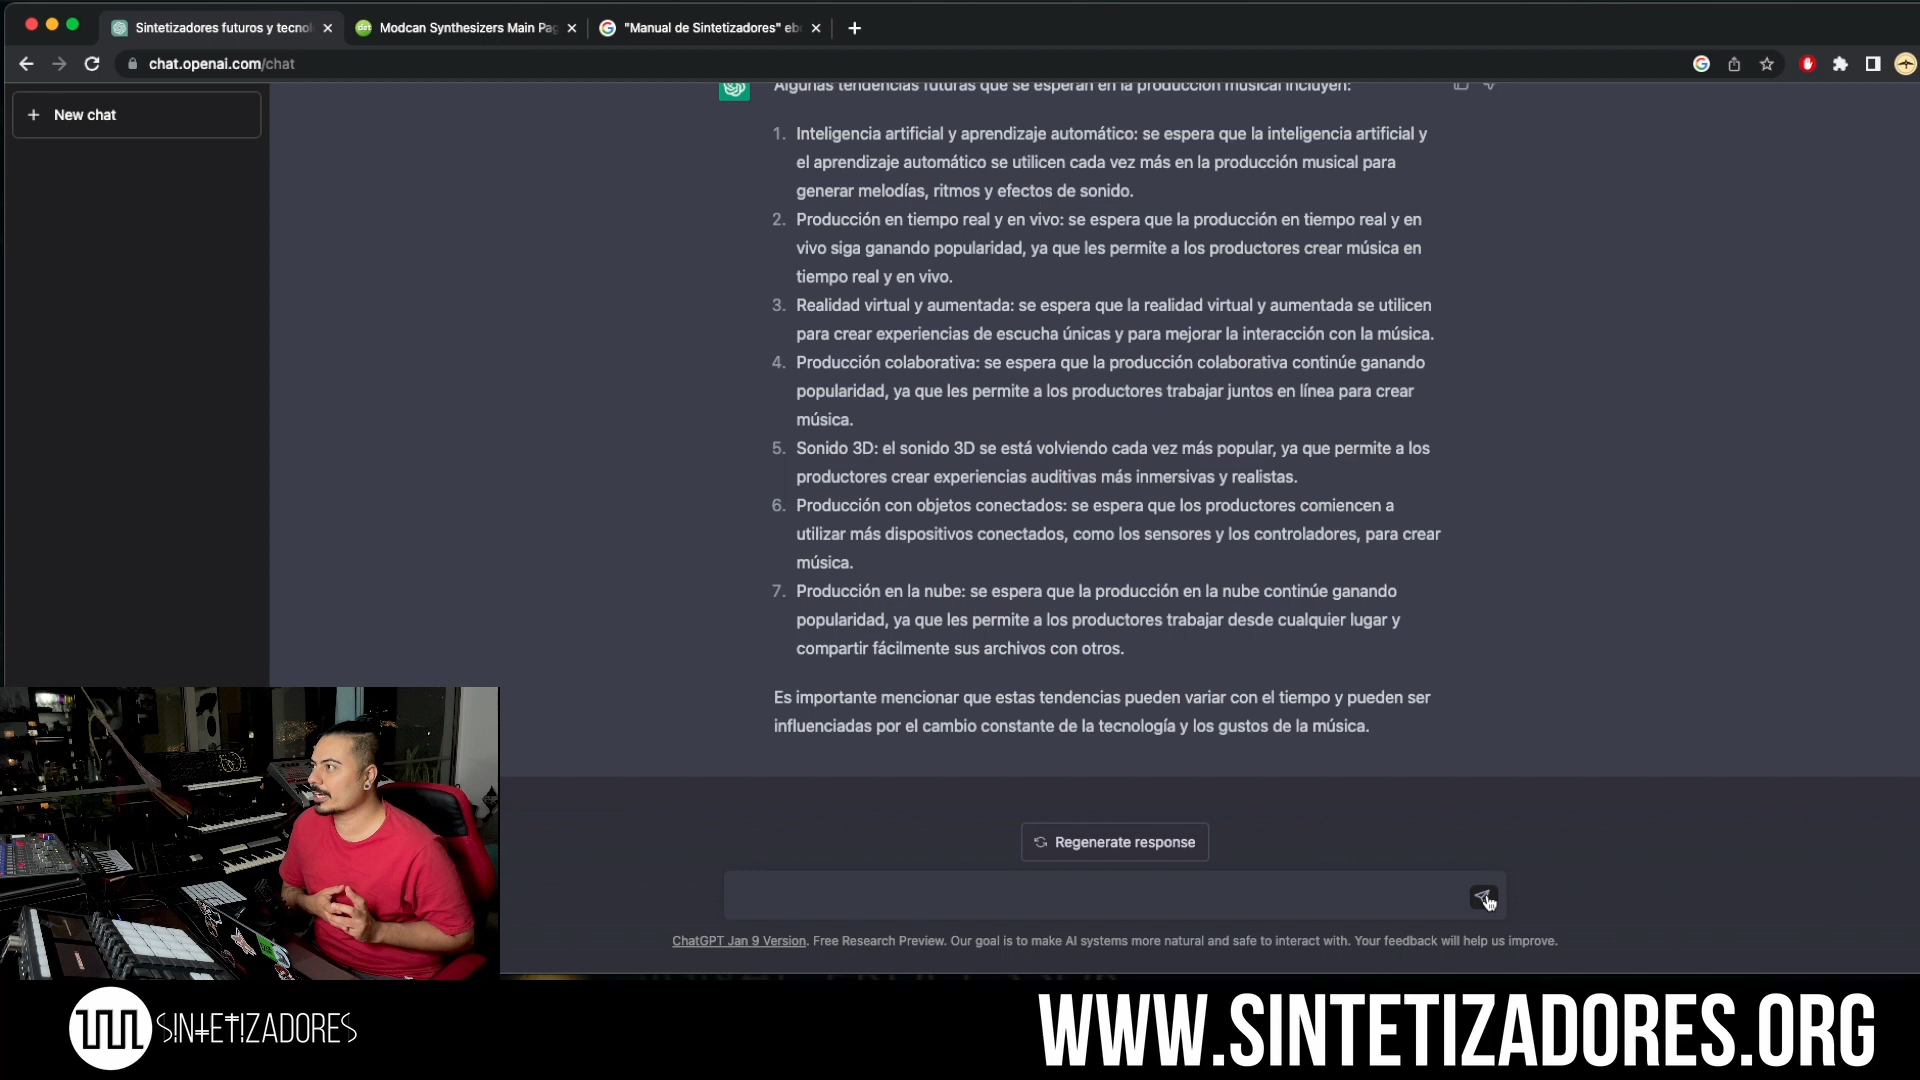 Sintetizadores futuros y tecnol
Modcan Synthesizers Main Pag
"Manual de Sintetizadores" eb
chat.openai.com/chat
New chat
Algunas tendencias futuras que se esperan en la producción musical incluyen:
1. Inteligencia artificial y aprendizaje automático: se espera que la inteligencia artificial y
el aprendizaje automático se utilicen cada vez más en la producción musical para
generar melodías, ritmos y efectos de sonido.
2. Producción en tiempo real y en vivo: se espera que la producción en tiempo real y en
vivo siga ganando popularidad, ya que les permite a los productores crear música en
tiempo real y en vivo.
3. Realidad virtual y aumentada: se espera que la realidad virtual y aumentada se utilicen
para crear experiencias de escucha únicas y para mejorar la interacción con la música.
4. Producción colaborativa: se espera que la producción colaborativa continúe ganando
popularidad, ya que les permite a los productores trabajar juntos en línea para crear
música.
5. Sonido 3D: el sonido 3D se está volviendo cada vez más popular, ya que permite a los
productores crear experiencias auditivas más inmersivas y realistas.
6. Producción con objetos conectados: se espera que los productores comiencen a
utilizar más dispositivos conectados, como los sensores y los controladores, para crear
música.
7. Producción en la nube: se espera que la producción en la nube continúe ganando
popularidad, ya que les permite a los productores trabajar desde cualquier lugar y
compartir fácilmente sus archivos con otros.
Es importante mencionar que estas tendencias pueden variar con el tiempo y pueden ser
influenciadas por el cambio constante de la tecnología y los gustos de la música.
Regenerate response
ChatGPT Jan 9 Version. Free Research Preview. Our goal is to make AI systems more natural and safe to interact with. Your feedback will help us improve.
SINTETIZADORES
WWW.SINTETIZADORES.ORG